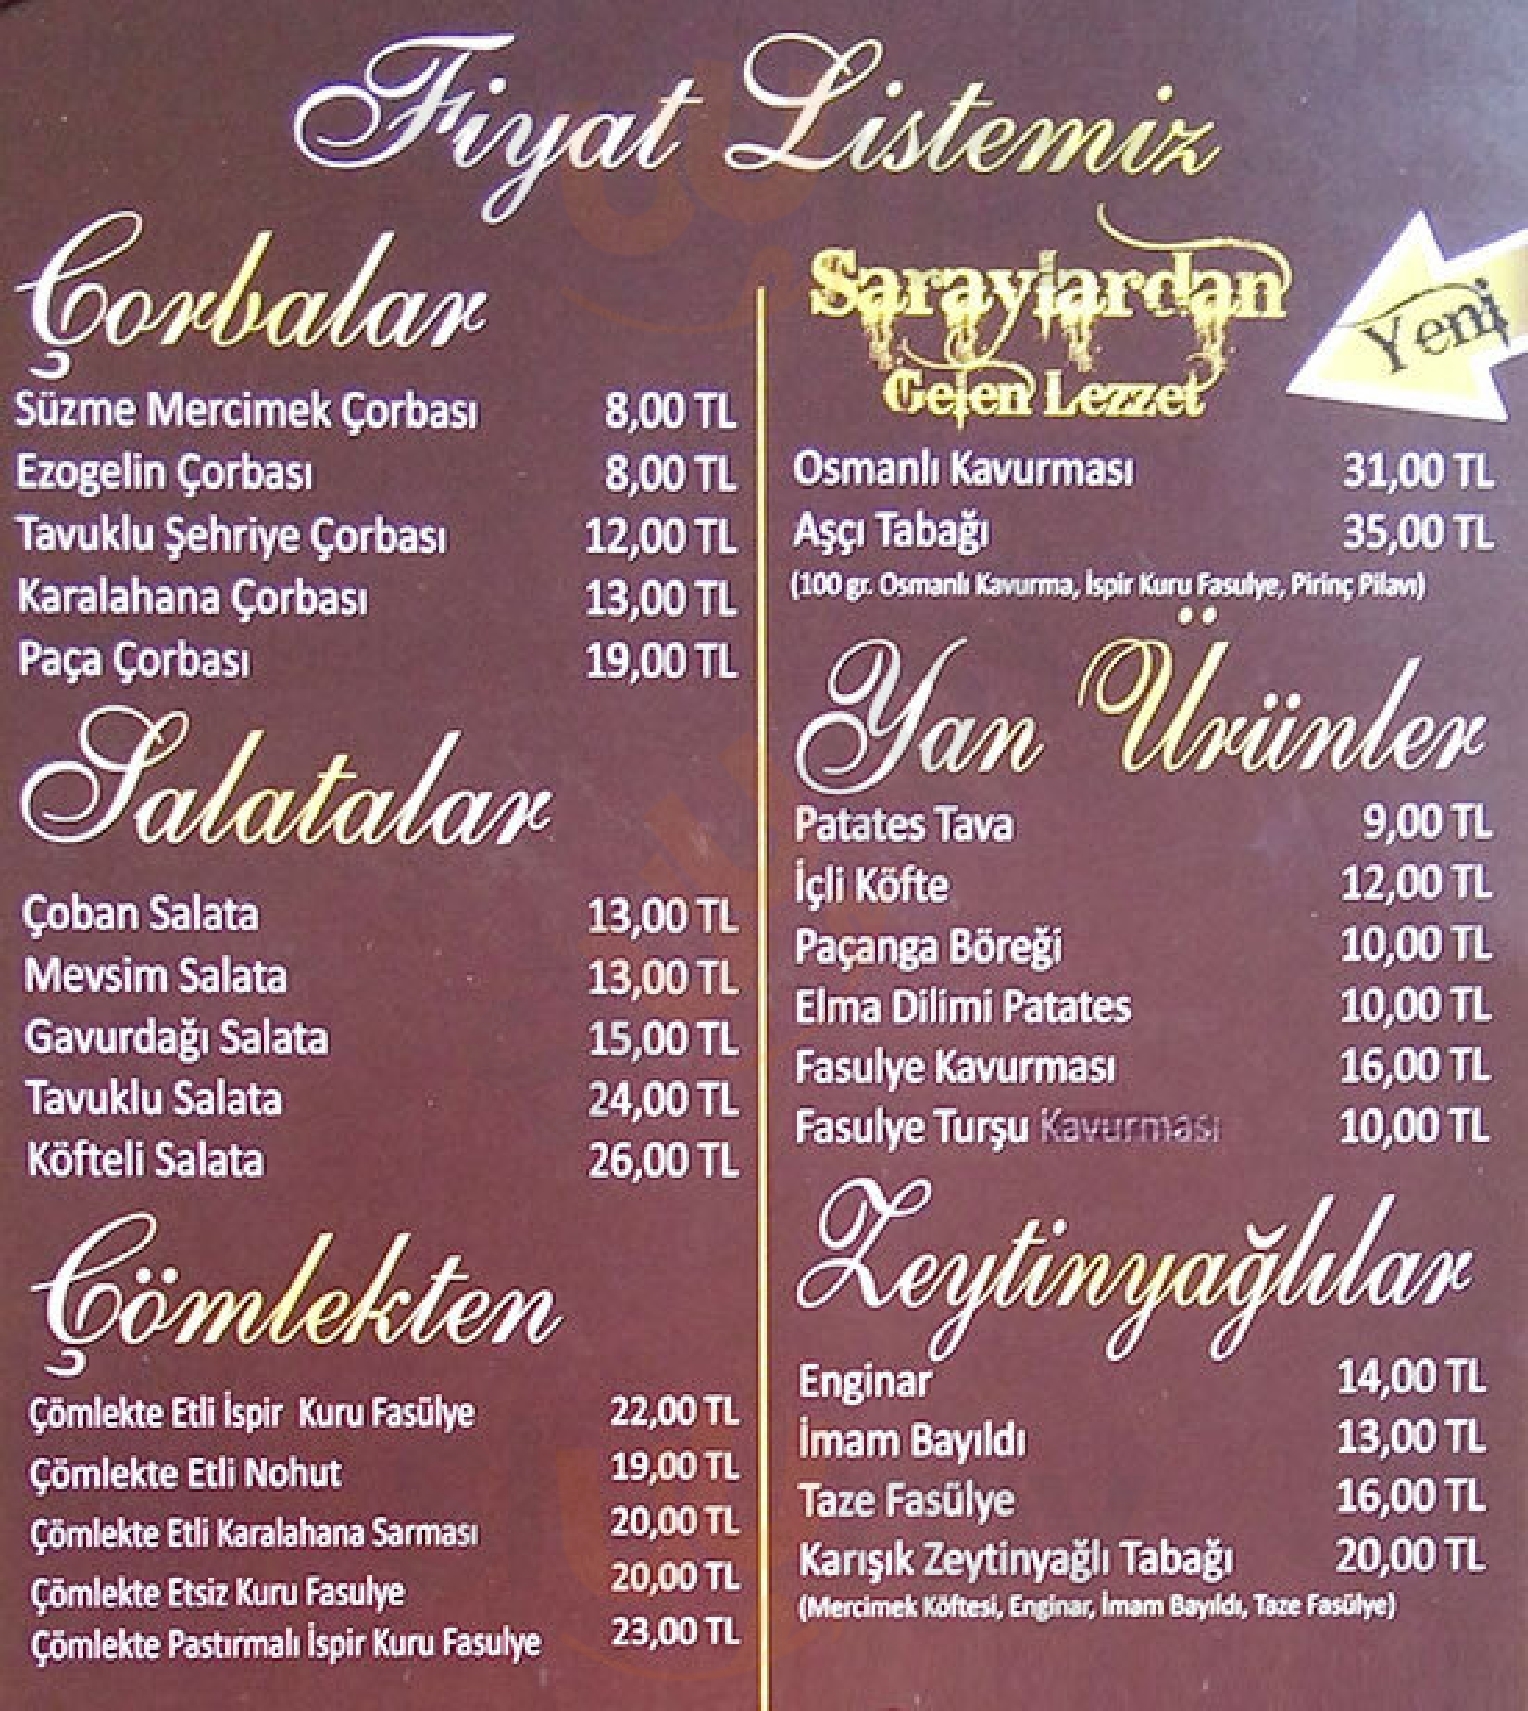 Fiyat Listemiz
Çorbalar
Süzme Mercimek Çorbası 8,00 TL
Ezogelin Çorbası 8,00 TL
Tavuklu Şehriye Çorbası 12,00 TL
Karalahana Çorbası 13,00 TL
Paça Çorbası 19,00 TL
Salatalar
Çoban Salata 13,00 TL
Mevsim Salata 13,00 TL
Gavurdağı Salata 15,00 TL
Tavuklu Salata 24,00 TL
Köfteli Salata 26,00 TL
Çömlekten
Çömlekte Etli İspir Kuru Fasülye 22,00 TL
Çömlekte Etli Nohut 19,00 TL
Çömlekte Etli Karalahana Sarması 20,00 TL
Çömlekte Etsiz Kuru Fasulye 20,00 TL
Çömlekte Pastırmalı İspir Kuru Fasulye 23,00 TL
Saraylardan
Gelen Lezzet
Yeni
Osmanlı Kavurması 31,00 TL
Aşçı Tabağı 35,00 TL
(100 gr. Osmanlı Kavurma, İspir Kuru Fasulye, Pirinç Pilavı)
Yan Ürünler
Patates Tava 9,00 TL
İçli Köfte 12,00 TL
Paçanga Böreği 10,00 TL
Elma Dilimi Patates 10,00 TL
Fasulye Kavurması 16,00 TL
Fasulye Turşu Kavurması 10,00 TL
Zeytinyağlılar
Enginar 14,00 TL
İmam Bayıldı 13,00 TL
Taze Fasülye 16,00 TL
Karışık Zeytinyağlı Tabağı 20,00 TL
(Mercimek Köftesi, Enginar, İmam Bayıldı, Taze Fasülye)